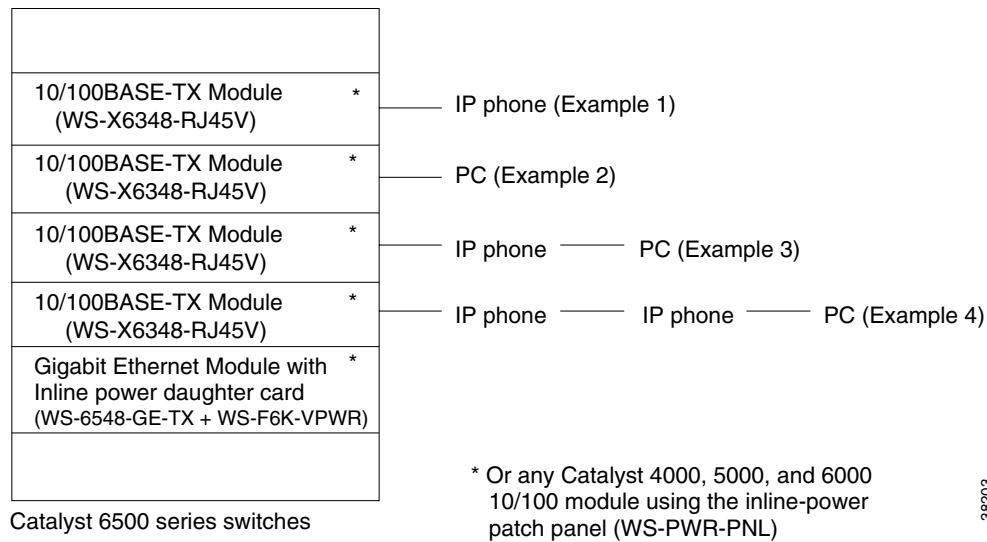 10/100BASE-TX Module *
(WS-X6348-RJ45V)
IP phone (Example 1)
10/100BASE-TX Module *
(WS-X6348-RJ45V)
PC (Example 2)
10/100BASE-TX Module *
(WS-X6348-RJ45V)
IP phone PC (Example 3)
10/100BASE-TX Module *
(WS-X6348-RJ45V)
IP phone IP phone PC (Example 4)
Gigabit Ethernet Module with *
Inline power daughter card
(WS-6548-GE-TX + WS-F6K-VPWR)
* Or any Catalyst 4000, 5000, and 6000
10/100 module using the inline-power
patch panel (WS-PWR-PNL)
Catalyst 6500 series switches
38203